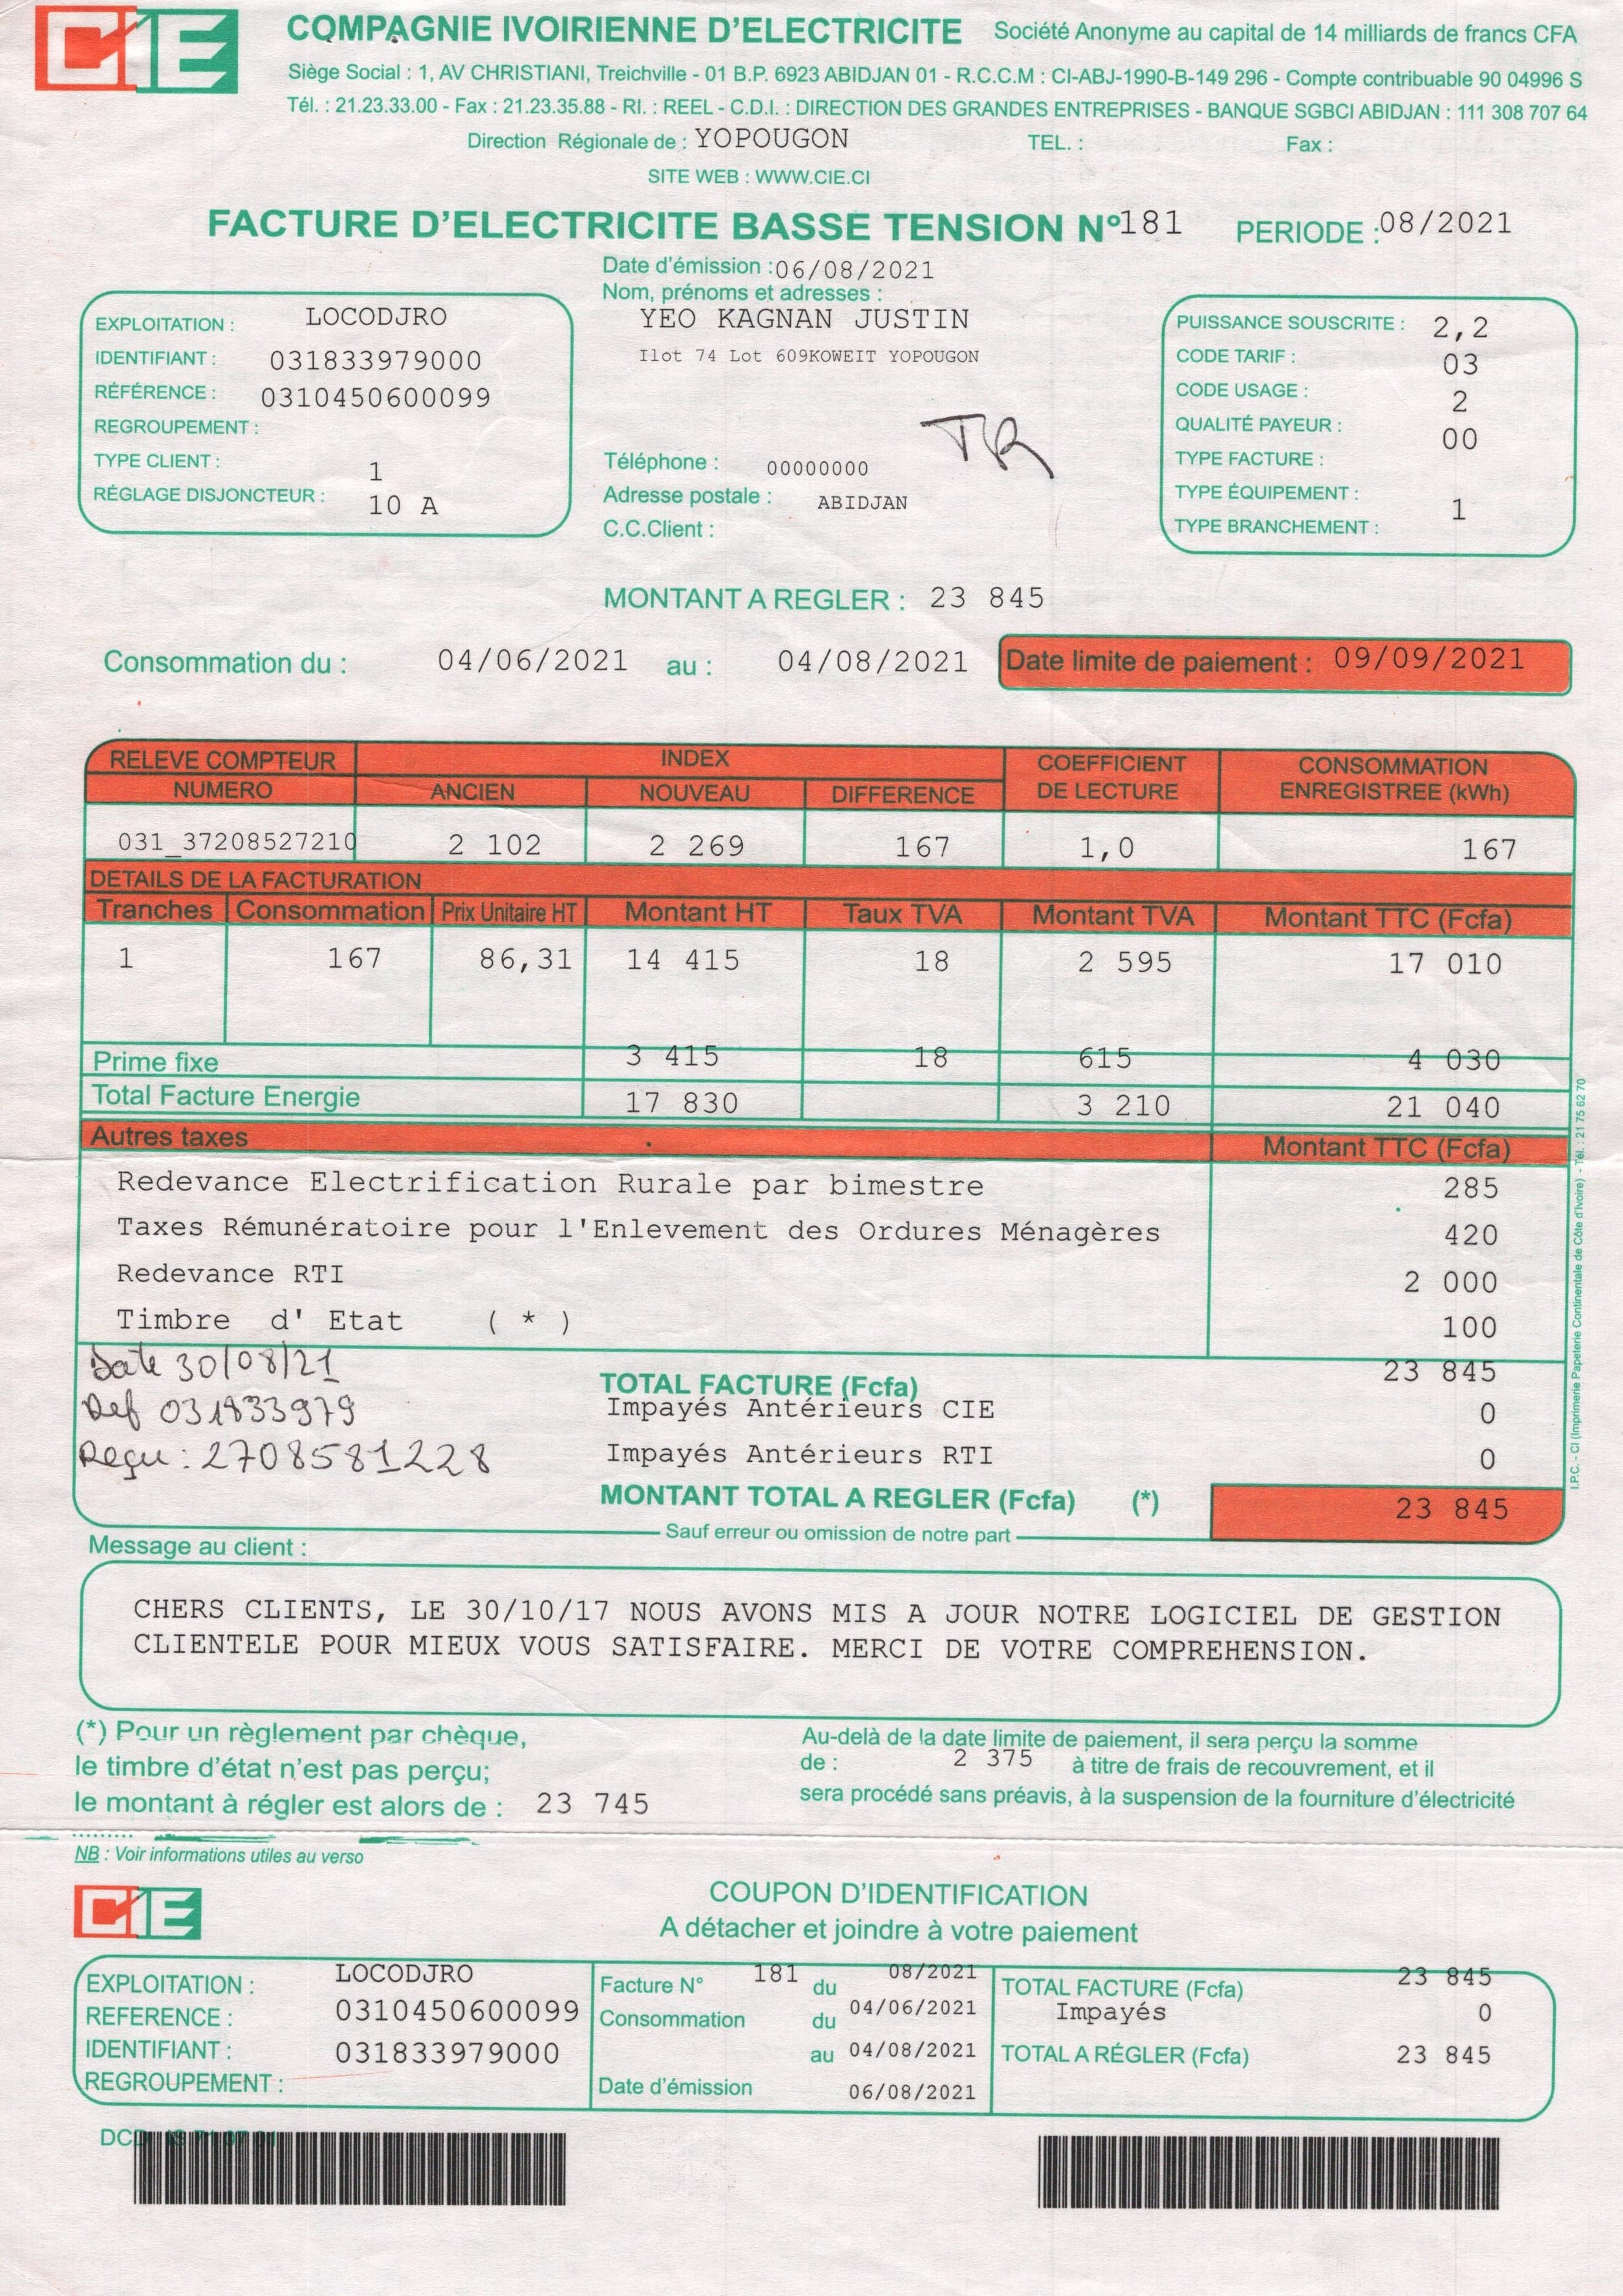 CIE
COMPAGNIE IVOIRIENNE D'ELECTRICITE Société Anonyme au capital de 14 milliards de francs CFA
Siège Social : 1, AV CHRISTIANI, Treichville - 01 B.P. 6923 ABIDJAN 01 - R.C.C.M : CI-ABJ-1990-B-149 296 - Compte contribuable 90 04996 S
Tél. : 21.23.33.00 - Fax : 21.23.35.88 - RI. : REEL - C.D.I. : DIRECTION DES GRANDES ENTREPRISES - BANQUE SGBCI ABIDJAN : 111 308 707 64
Direction Régionale de : YOPOUGON TEL. : Fax :
SITE WEB : WWW.CIE.CI
FACTURE D'ELECTRICITE BASSE TENSION N° 181 PERIODE : 08/2021
Date d'émission : 06/08/2021
Nom, prénoms et adresses :
YEO KAGNAN JUSTIN
Ilot 74 Lot 609KOWEIT YOPOUGON
EXPLOITATION : LOCODJRO
IDENTIFIANT : 031833979000
RÉFÉRENCE : 0310450600099
REGROUPEMENT :
TYPE CLIENT : 1
RÉGLAGE DISJONCTEUR : 10 A
TR
Téléphone : 00000000
Adresse postale : ABIDJAN
C.C.Client :
PUISSANCE SOUSCRITE : 2,2
CODE TARIF : 03
CODE USAGE : 2
QUALITÉ PAYEUR : 00
TYPE FACTURE :
TYPE ÉQUIPEMENT :
TYPE BRANCHEMENT : 1
MONTANT A REGLER : 23 845
Consommation du : 04/06/2021 au : 04/08/2021 Date limite de paiement : 09/09/2021
RELEVE COMPTEUR INDEX COEFFICIENT CONSOMMATION
NUMERO ANCIEN NOUVEAU DIFFERENCE DE LECTURE ENREGISTREE (kWh)
031_37208527210 2 102 2 269 167 1,0 167
DETAILS DE LA FACTURATION
Tranches Consommation Prix Unitaire HT Montant HT Taux TVA Montant TVA Montant TTC (Fcfa)
1 167 86,31 14 415 18 2 595 17 010
Prime fixe 3 415 18 615 4 030
Total Facture Energie 17 830 3 210 21 040
Autres taxes Montant TTC (Fcfa)
Redevance Electrification Rurale par bimestre 285
Taxes Rémunératoire pour l'Enlevement des Ordures Ménagères 420
Redevance RTI 2 000
Timbre d' Etat ( * ) 100
Date 30/08/21
Ref 031833979
Reçu : 2708581228
TOTAL FACTURE (Fcfa) 23 845
Impayés Antérieurs CIE 0
Impayés Antérieurs RTI 0
MONTANT TOTAL A REGLER (Fcfa) (*) 23 845
Sauf erreur ou omission de notre part
I.P.C. - CI (Imprimerie Papeterie Continentale de Côte d'Ivoire) - Tél. : 21 75 62 70
Message au client :
CHERS CLIENTS, LE 30/10/17 NOUS AVONS MIS A JOUR NOTRE LOGICIEL DE GESTION
CLIENTELE POUR MIEUX VOUS SATISFAIRE. MERCI DE VOTRE COMPREHENSION.
(*) Pour un règlement par chèque,
le timbre d'état n'est pas perçu;
le montant à régler est alors de : 23 745
Au-delà de la date limite de paiement, il sera perçu la somme
de : 2 375 à titre de frais de recouvrement, et il
sera procédé sans préavis, à la suspension de la fourniture d'électricité
NB : Voir informations utiles au verso
CIE
COUPON D'IDENTIFICATION
A détacher et joindre à votre paiement
EXPLOITATION : LOCODJRO
REFERENCE : 0310450600099
IDENTIFIANT : 031833979000
REGROUPEMENT :
Facture N° 181 du 08/2021
Consommation du 04/06/2021
au 04/08/2021
Date d'émission 06/08/2021
TOTAL FACTURE (Fcfa) 23 845
Impayés 0
TOTAL A RÉGLER (Fcfa) 23 845